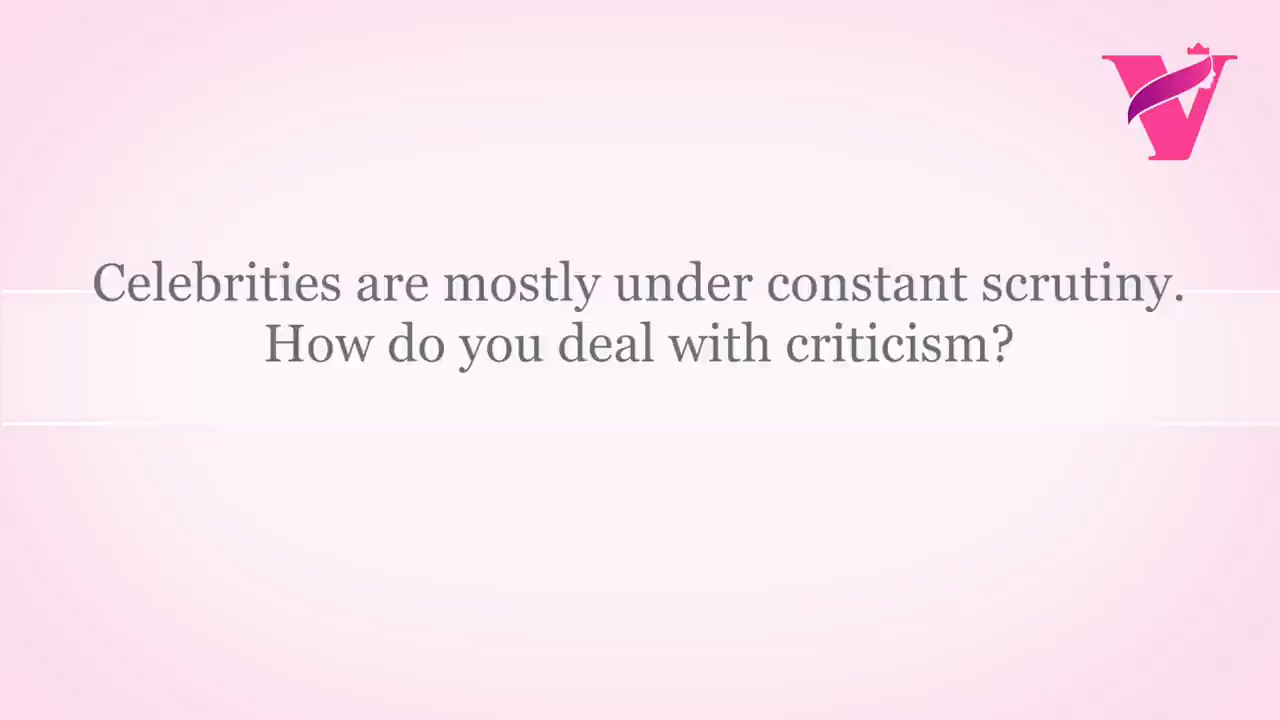 V
Celebrities are mostly under constant scrutiny.
How do you deal with criticism?